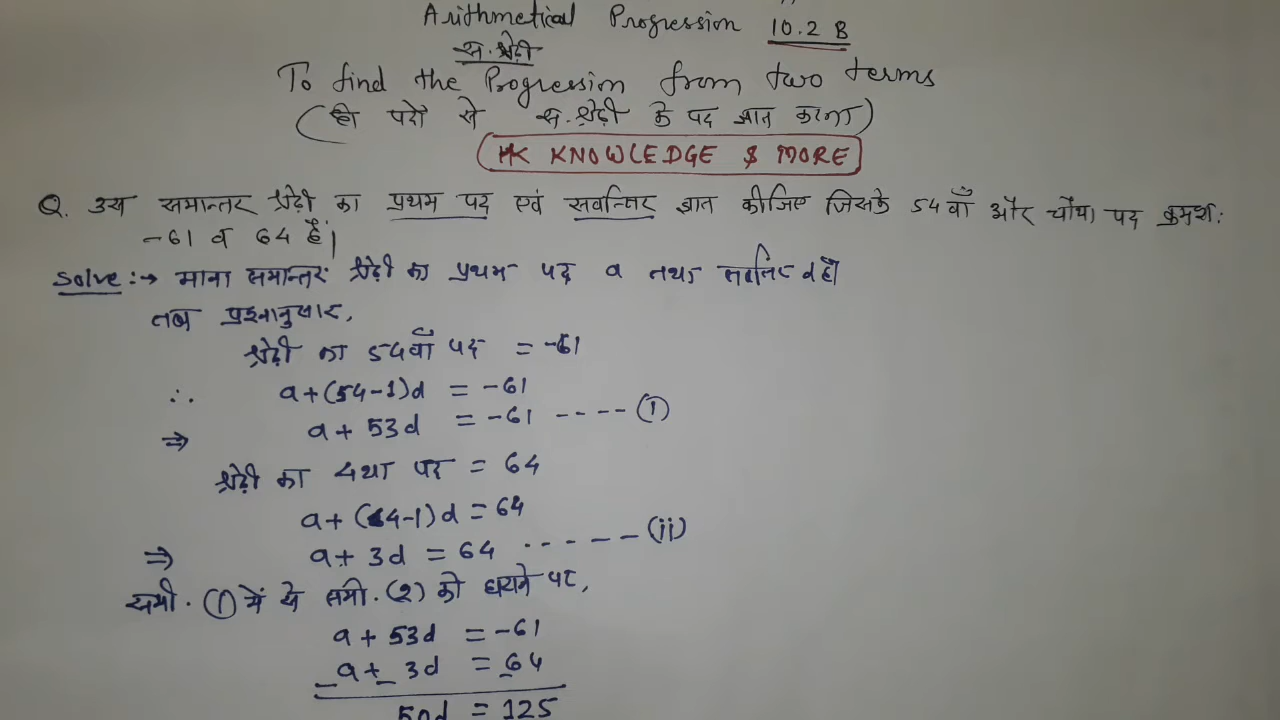 Arithmetical Progression 10.2 B
स. श्रेढ़ी
To find the Progression from two terms
(दो पदों से स. श्रेढ़ी के पद ज्ञात करना)
HK KNOWLEDGE $ MORE
Q. उस समान्तर श्रेढ़ी का प्रथम पद एवं सर्वान्तर ज्ञात कीजिए जिसके 54वाँ और चौथा पद क्रमश:
-61 व 64 है।
Solve :→ माना समान्तर श्रेढ़ी का प्रथम पद a तथा सर्वान्तर d है
तब प्रश्नानुसार,
श्रेढ़ी का 54वाँ पद = -61
∴ a+(54-1)d = -61
⇒ a + 53d = -61 ---- (i)
श्रेढ़ी का 4था पद = 64
a+(4-1)d = 64
⇒ a + 3d = 64 ------ (ii)
समी. (1) में से समी. (2) को घटाने पर,
a + 53d = -61
_a + _ 3d = _64
50d = 125